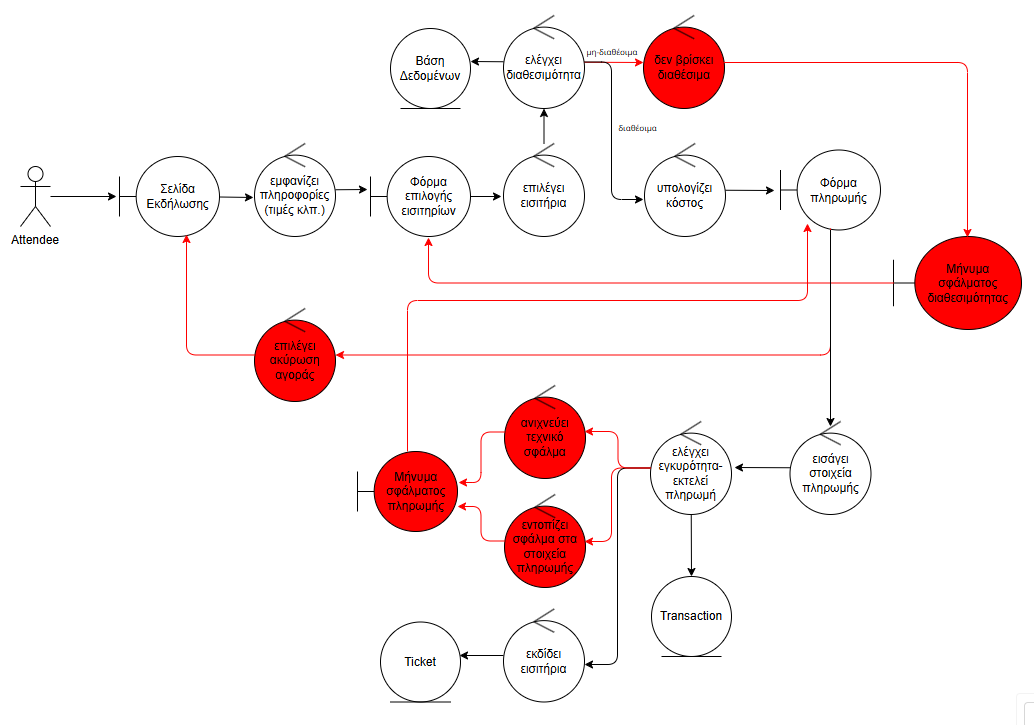 Βάση
Δεδομένων
ελέγχει
διαθεσιμότητα
μη-διαθέσιμα
δεν βρίσκει
διαθέσιμα
διαθέσιμα
Attendee
Σελίδα
Εκδήλωσης
εμφανίζει
πληροφορίες
(τιμές κλπ.)
Φόρμα
επιλογής
εισιτηρίων
επιλέγει
εισιτήρια
υπολογίζει
κόστος
Φόρμα
πληρωμής
Μήνυμα
σφάλματος
διαθεσιμότητας
επιλέγει
ακύρωση
αγοράς
ανιχνεύει
τεχνικό
σφάλμα
Μήνυμα
σφάλματος
πληρωμής
εντοπίζει
σφάλμα στα
στοιχεία
πληρωμής
ελέγχει
εγκυρότητα-
εκτελεί
πληρωμή
εισάγει
στοιχεία
πληρωμής
Transaction
Ticket
εκδίδει
εισιτήρια